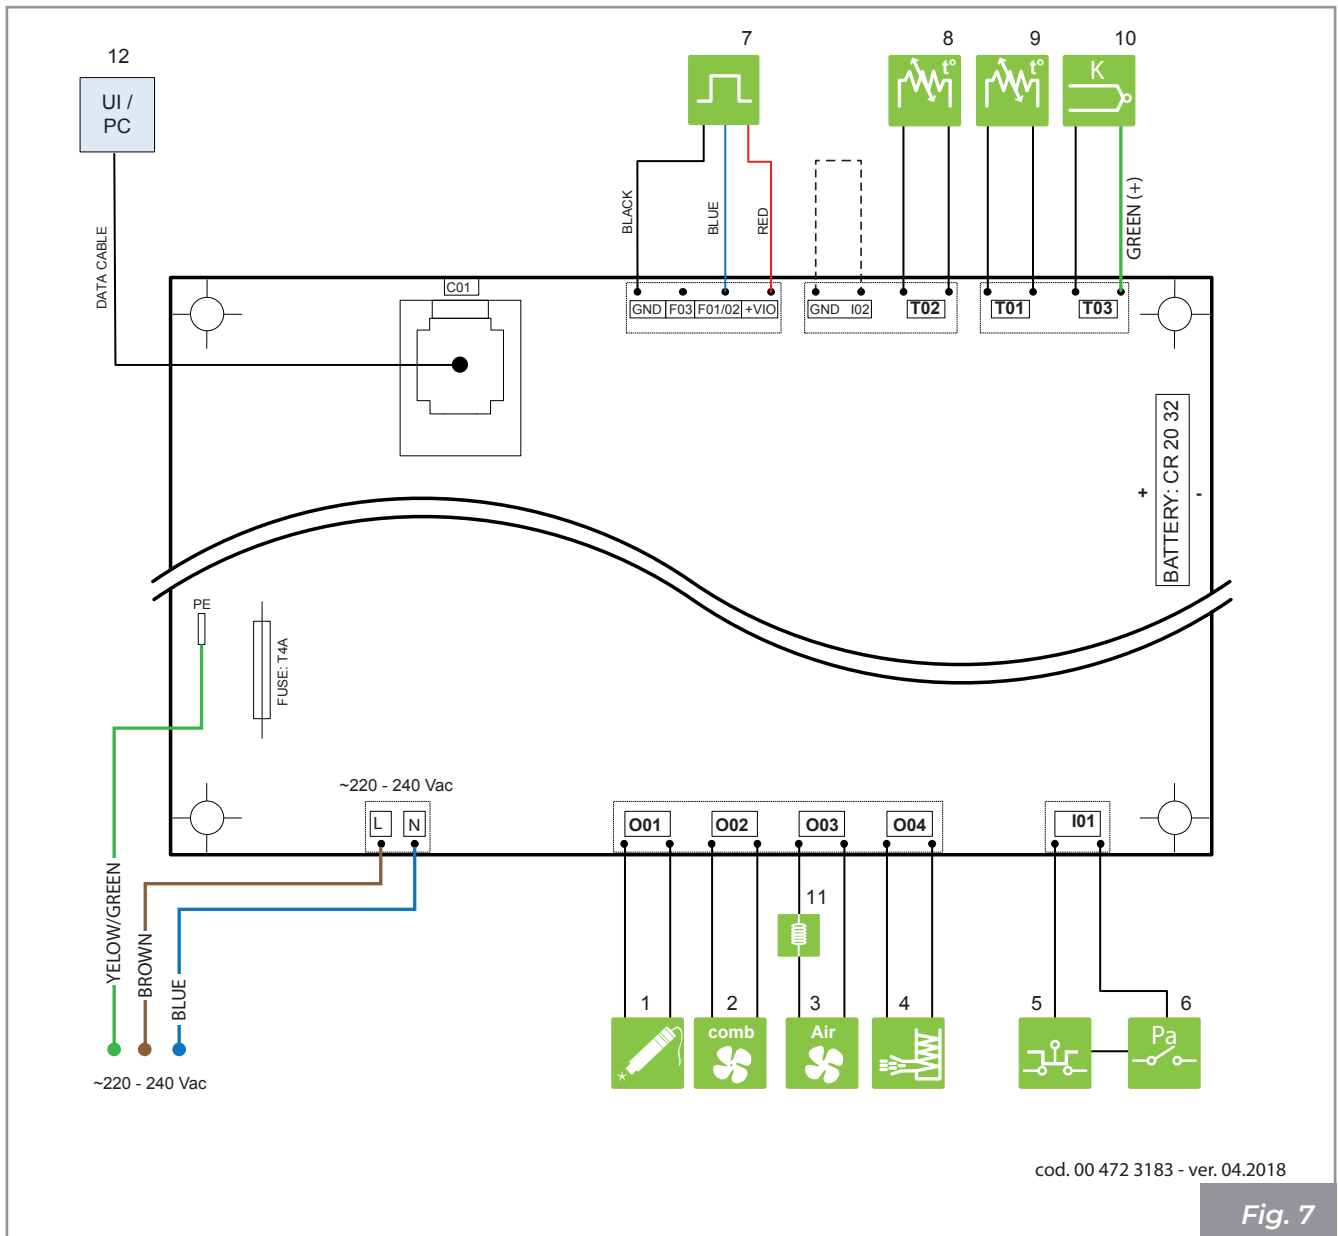 12
7
8
9
10
UI /
PC
t°
t°
K
DATA CABLE
BLACK
BLUE
RED
GREEN (+)
C01
GND
F03
F01/02
+VIO
GND
I02
T02
T01
T03
+
BATTERY: CR 20 32
-
PE
FUSE: T4A
~220 - 240 Vac
L
N
O01
O02
O03
O04
I01
YELOW/GREEN
BROWN
BLUE
~220 - 240 Vac
11
1
2
3
4
5
6
comb
Air
Pa
cod. 00 472 3183 - ver. 04.2018
Fig. 7